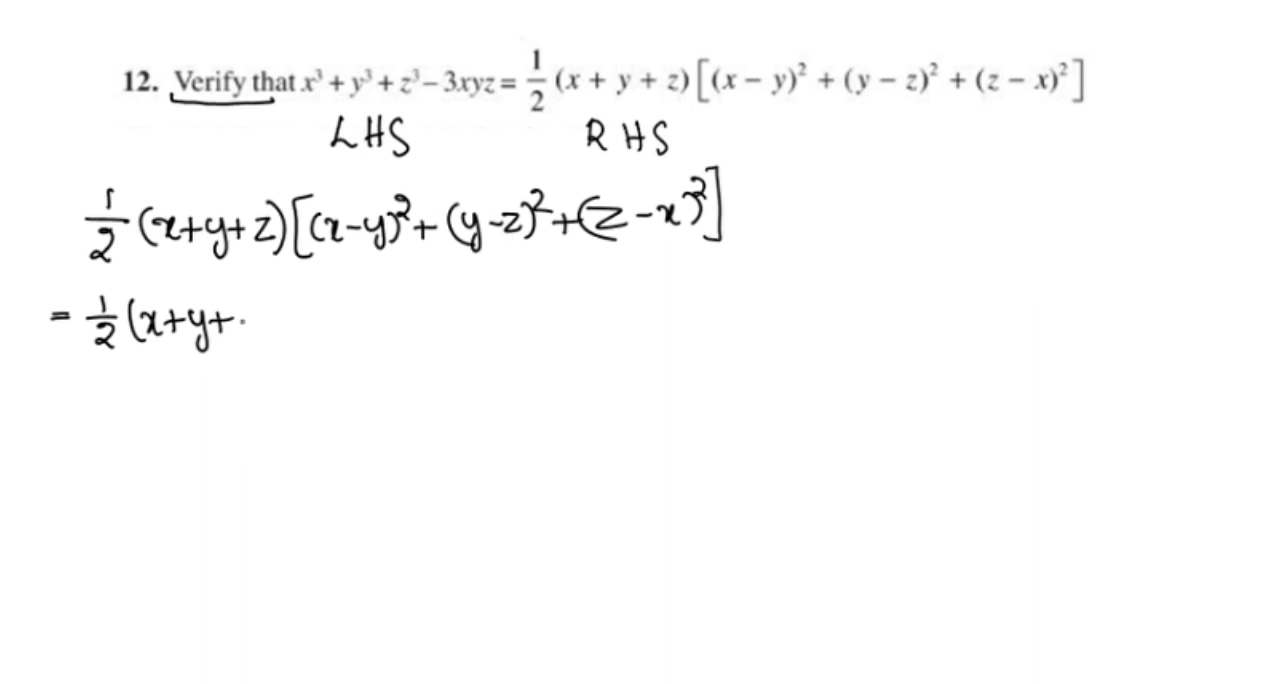 12. Verify that x³ + y³ + z³ – 3xyz = 1/2 (x + y + z) [(x – y)² + (y – z)² + (z – x)²]
LHS RHS
1/2 (x+y+z)[(x-y)²+(y-z)²+(z-x)²]
= 1/2 (x+y+